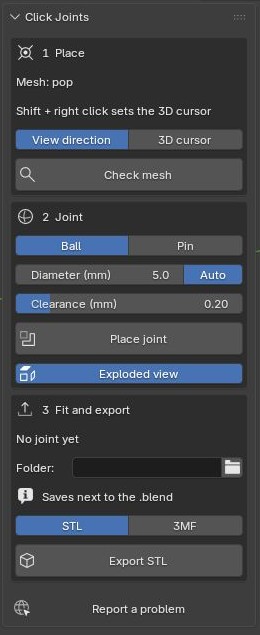 Click Joints
1 Place
Mesh: pop
Shift + right click sets the 3D cursor
View direction 3D cursor
Check mesh
2 Joint
Ball Pin
Diameter (mm) 5.0 Auto
Clearance (mm) 0.20
Place joint
Exploded view
3 Fit and export
No joint yet
Folder:
Saves next to the .blend
STL 3MF
Export STL
Report a problem